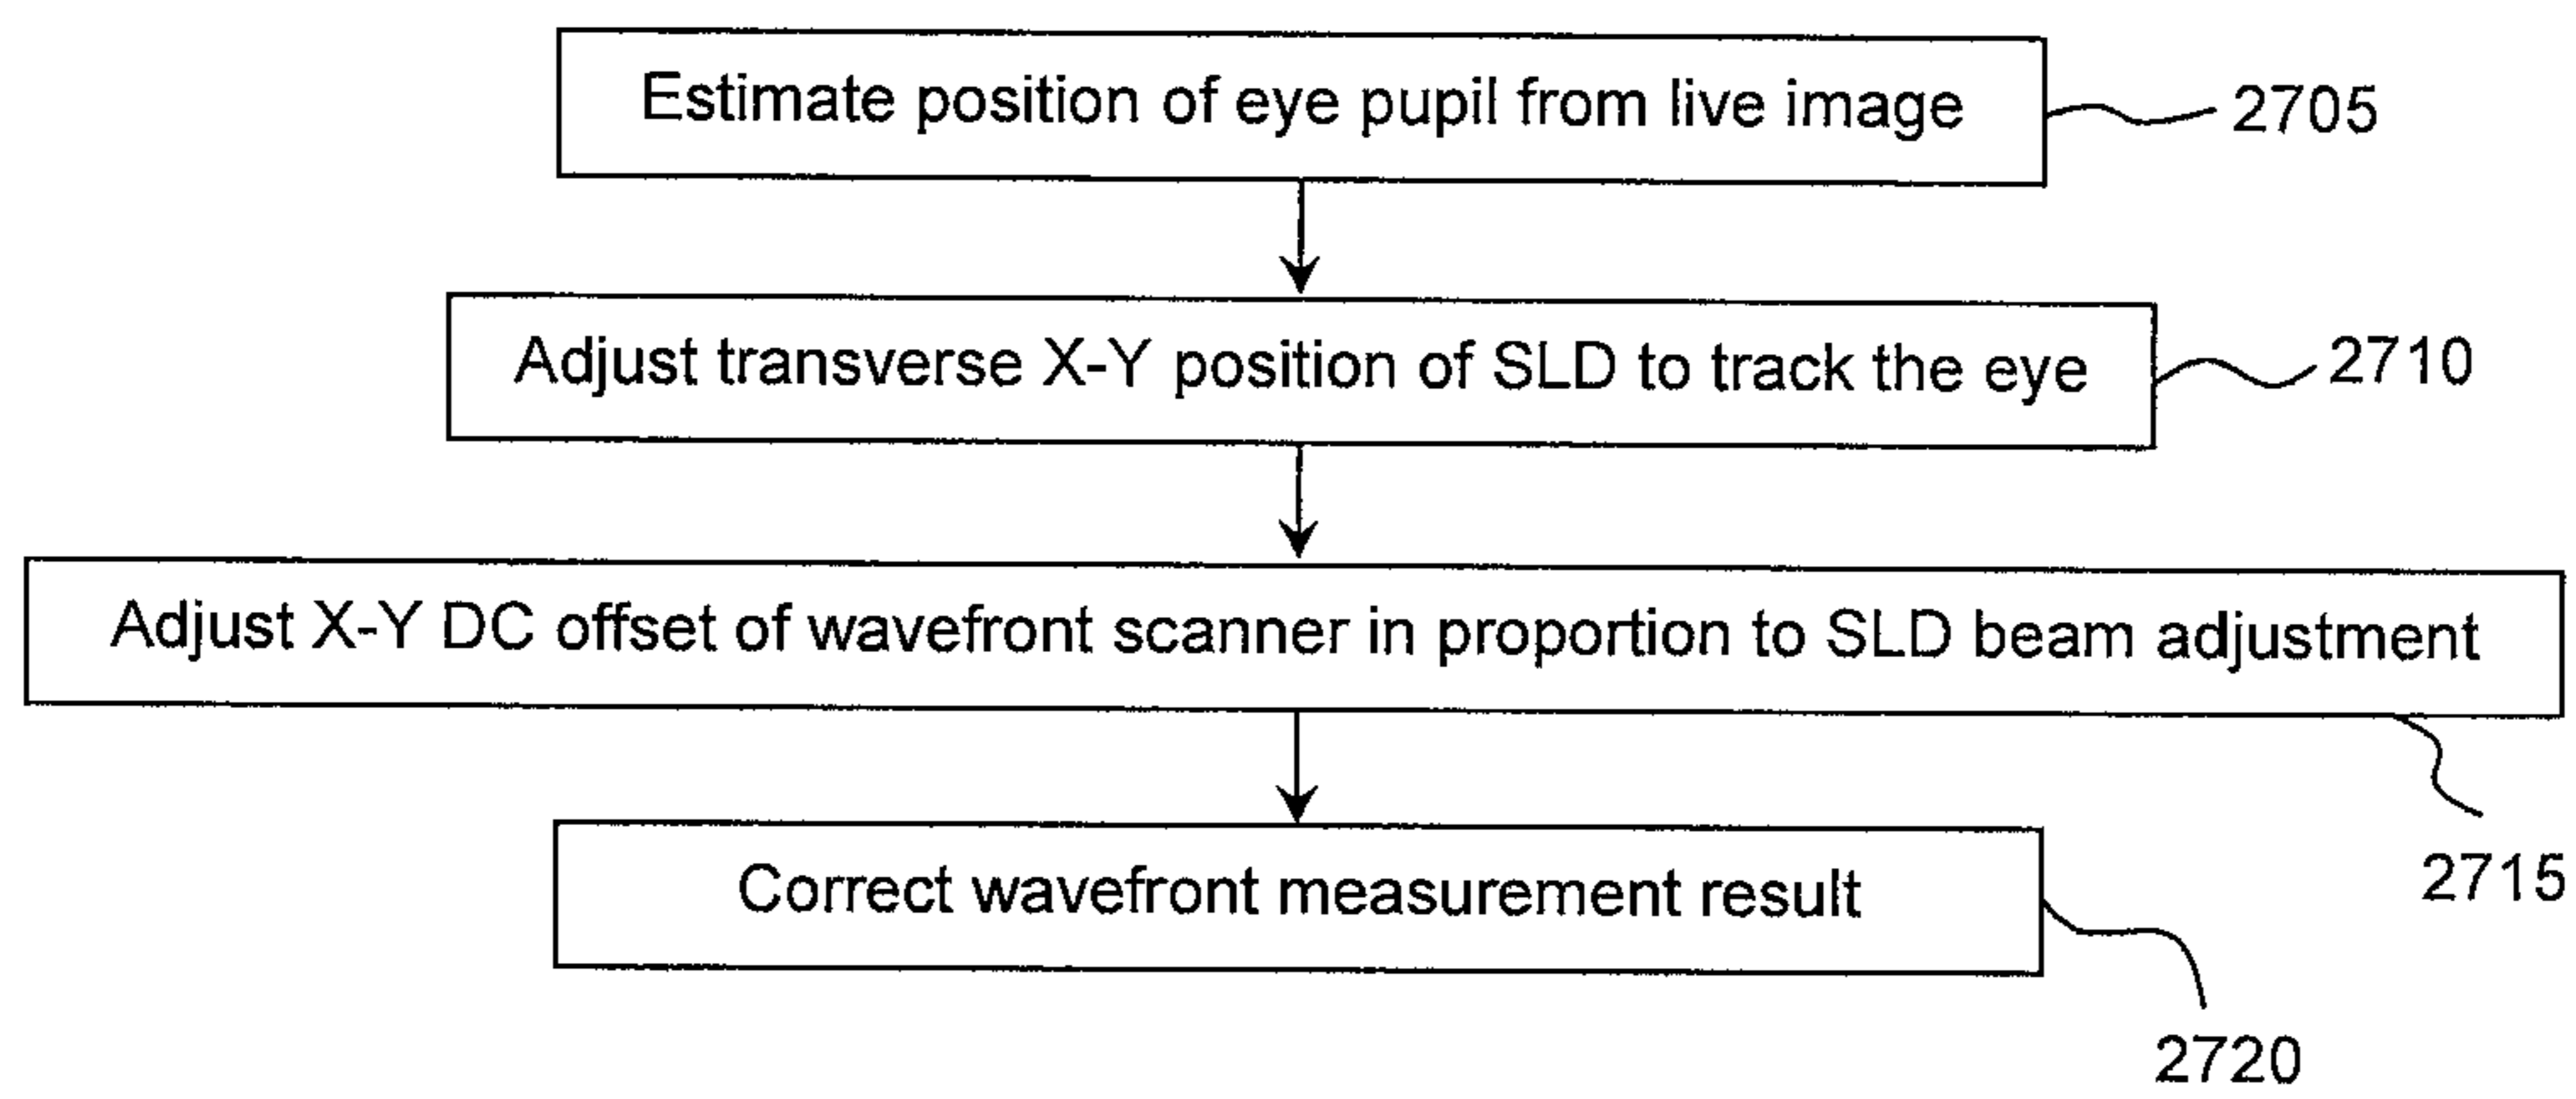 Estimate position of eye pupil from live image
2705
Adjust transverse X-Y position of SLD to track the eye
2710
Adjust X-Y DC offset of wavefront scanner in proportion to SLD beam adjustment
2715
Correct wavefront measurement result
2720